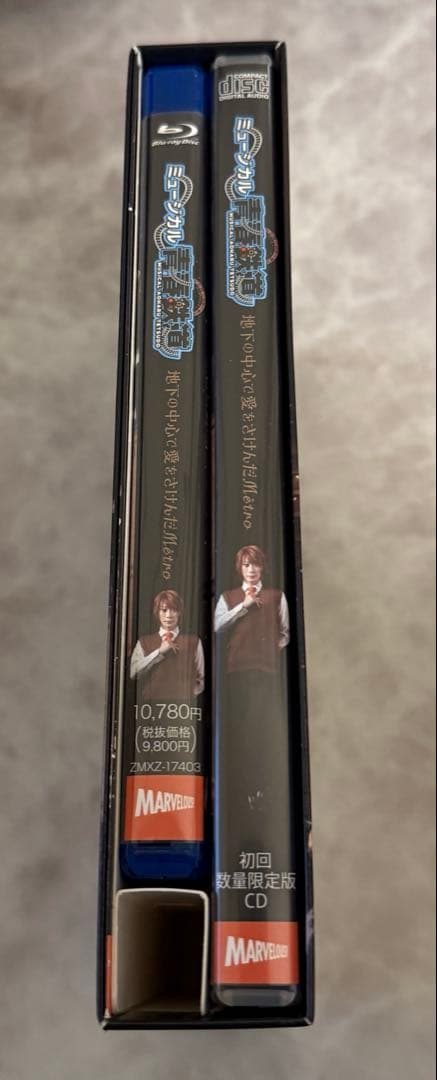 Blu-ray Disc
ミュージカル
青春鉄道
MUSICAL AOHARU TETSUDO
地下の中心で愛をさけんだMétro
10,780円
(税抜価格
9,800円)
ZMXZ-17403
MARVELOUS!
COMPACT
disc
DIGITAL AUDIO
ミュージカル
青春鉄道
MUSICAL AOHARU TETSUDO
地下の中心で愛をさけんだMétro
初回
数量限定版
CD
MARVELOUS!